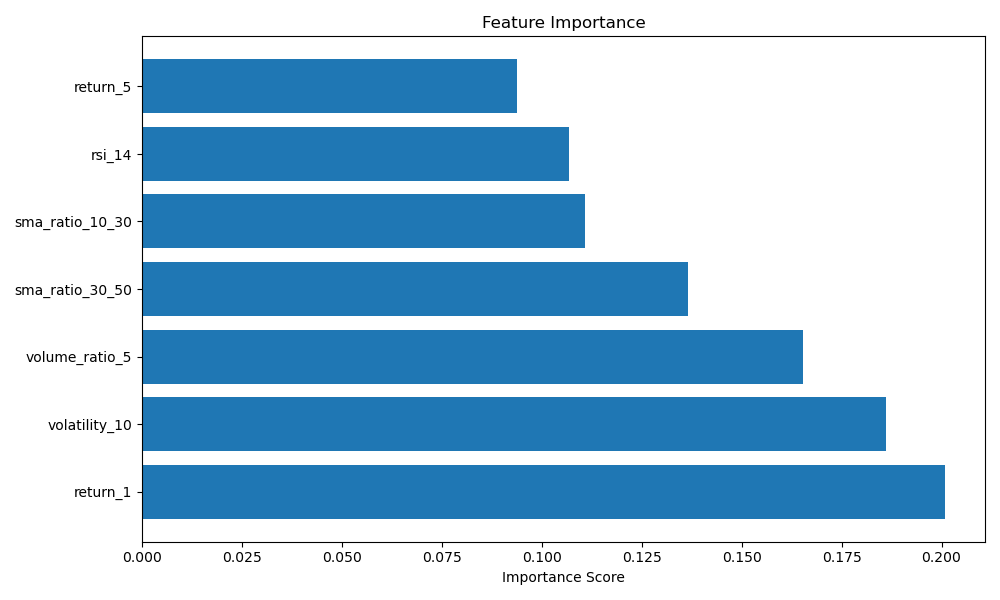 Feature Importance
return_5
rsi_14
sma_ratio_10_30
sma_ratio_30_50
volume_ratio_5
volatility_10
return_1
0.000 0.025 0.050 0.075 0.100 0.125 0.150 0.175 0.200
Importance Score